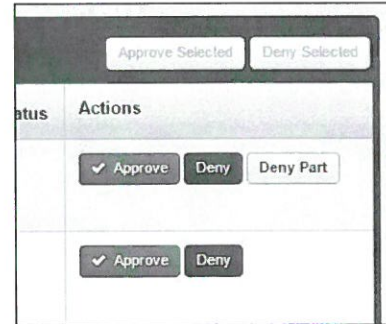 Approve Selected Deny Selected
atus Actions
✔ Approve Deny Deny Part
✔ Approve Deny